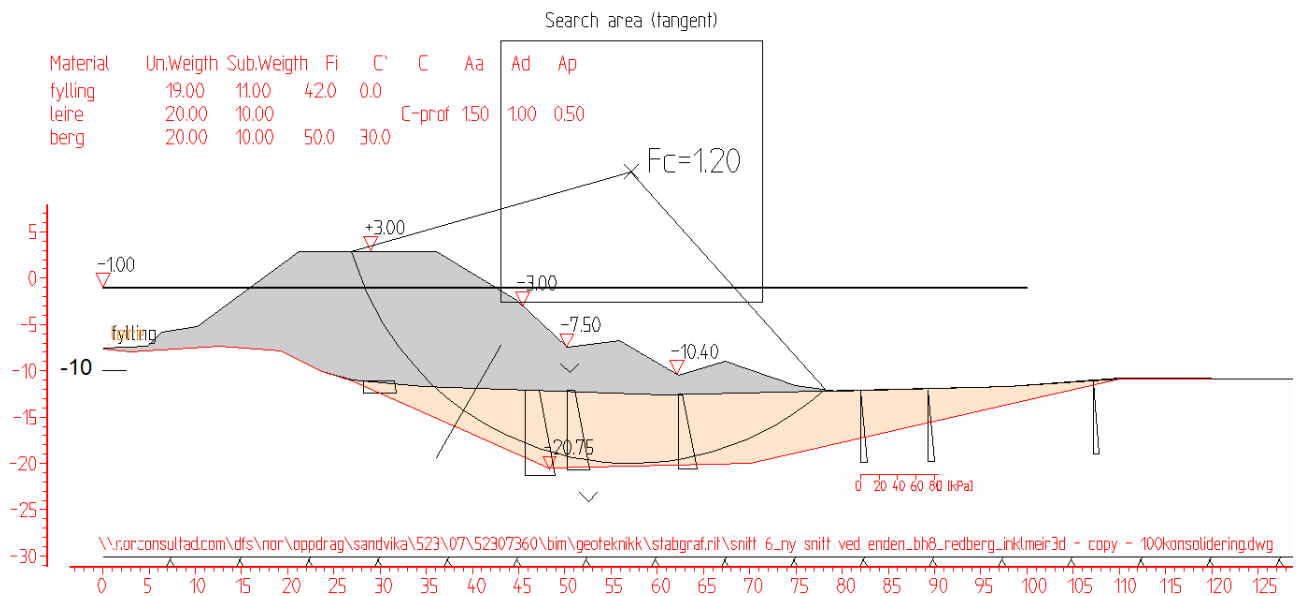 Search area (tangent)
Material Un.Weigth Sub.Weigth Fi C` C Aa Ad Ap
fylling 19.00 11.00 42.0 0.0
leire 20.00 10.00 C-prof 1.50 1.00 0.50
berg 20.00 10.00 50.0 30.0
Fc=1.20
+3.00
-1.00
-3.00
-7.50
-10.40
-20.75
fylling
-10
5
0
-5
-10
-15
-20
-25
-30
0 20 40 60 80 [kPa]
\\norconsultad.com\dfs\nor\oppdrag\sandvika\523\07\52307360\bim\geoteknikk\stabgraf.rit\snitt 6_ny snitt ved enden_bh8_redberg_inklmeir3d - copy - 100konsolidering.dwg
0 5 10 15 20 25 30 35 40 45 50 55 60 65 70 75 80 85 90 95 100 105 110 115 120 125